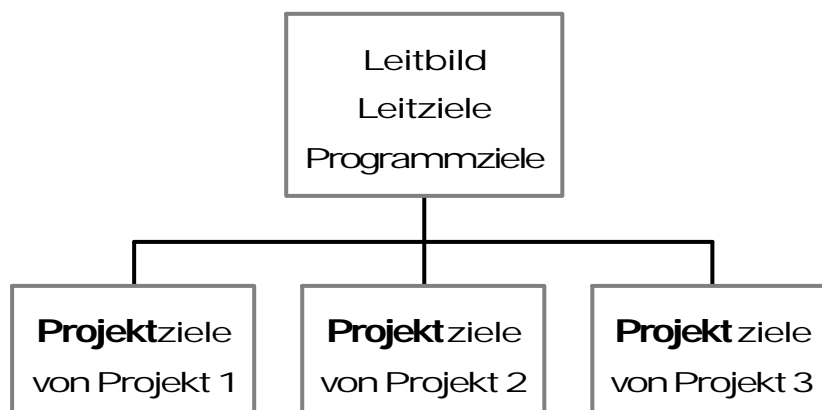 Leitbild
Leitziele
Programmziele
Projektziele
von Projekt 1
Projektziele
von Projekt 2
Projektziele
von Projekt 3